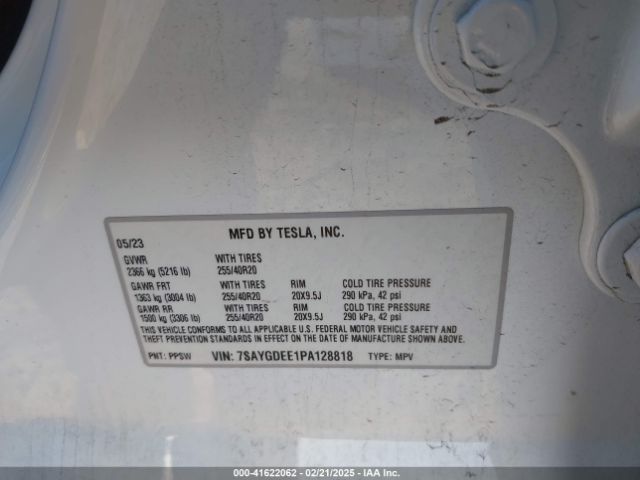 05/23 MFD BY TESLA, INC.
GVWR WITH TIRES
2366 kg (5216 lb) 255/40R20
GAWR FRT WITH TIRES RIM COLD TIRE PRESSURE
1363 kg (3004 lb) 255/40R20 20X9.5J 290 kPa, 42 psi
GAWR RR WITH TIRES RIM COLD TIRE PRESSURE
1500 kg (3306 lb) 255/40R20 20X9.5J 290 kPa, 42 psi
THIS VEHICLE CONFORMS TO ALL APPLICABLE U.S. FEDERAL MOTOR VEHICLE SAFETY AND
THEFT PREVENTION STANDARDS IN EFFECT ON THE DATE OF MANUFACTURE SHOWN ABOVE.
PNT: PPSW VIN: 7SAYGDEE1PA128818 TYPE: MPV
000-41622062 - 02/21/2025 - IAA Inc.